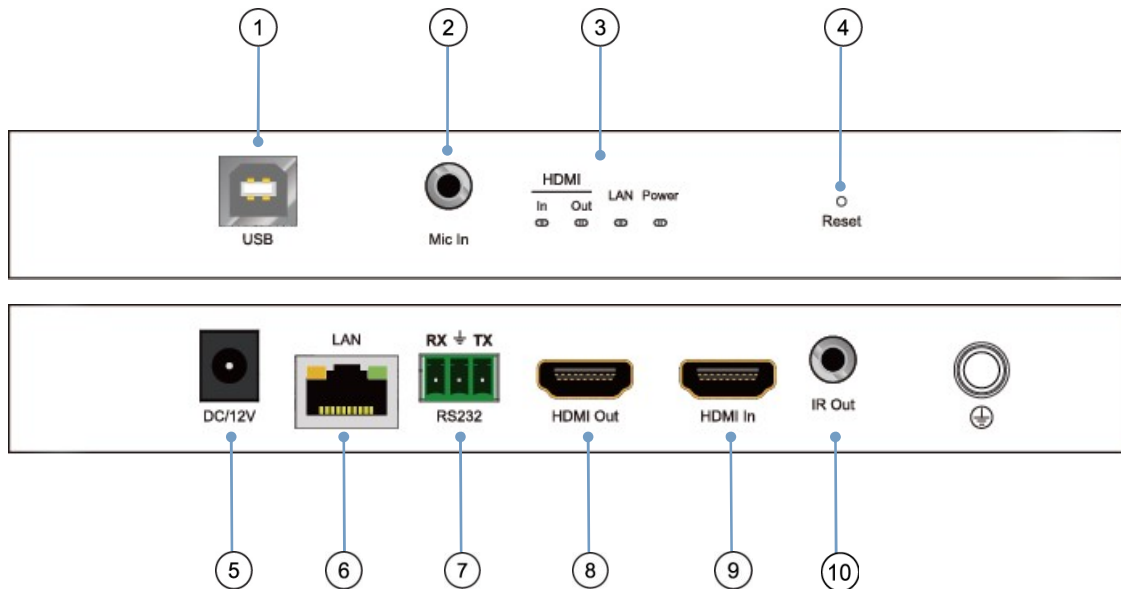 1 2 3 4
HDMI
In Out LAN Power
USB Mic In Reset
LAN RX TX
DC/12V RS232 HDMI Out HDMI In IR Out
5 6 7 8 9 10